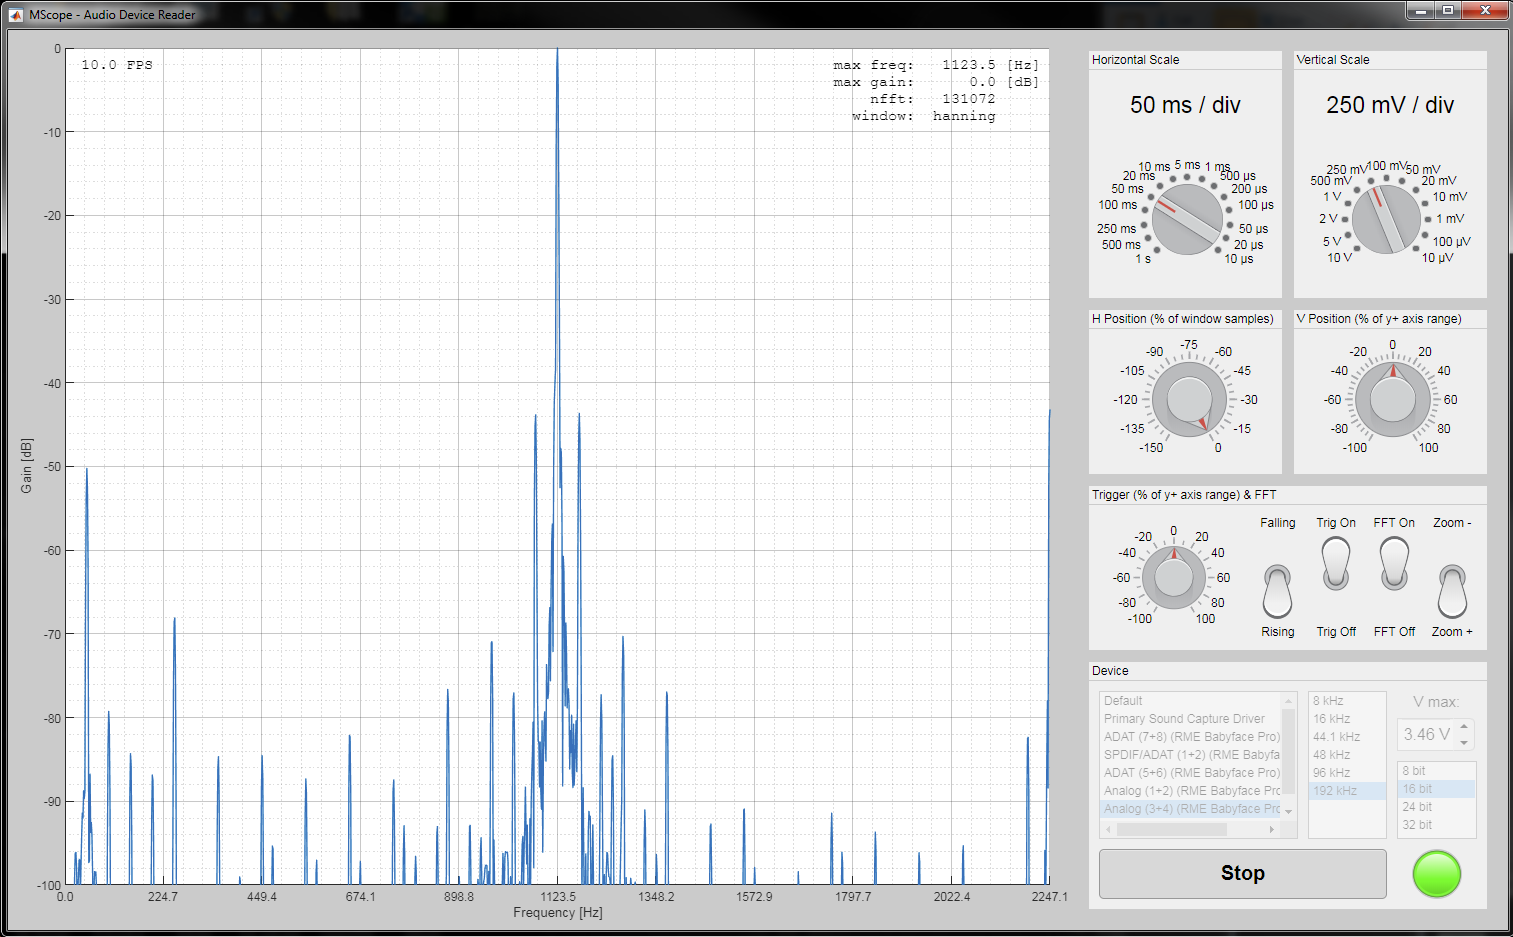 MScope - Audio Device Reader
10.0 FPS
max freq: 1123.5 [Hz]
max gain: 0.0 [dB]
nfft: 131072
window: hanning
0
-10
-20
-30
-40
-50
-60
-70
-80
-90
-100
Gain [dB]
0.0 224.7 449.4 674.1 898.8 1123.5 1348.2 1572.9 1797.7 2022.4 2247.1
Frequency [Hz]
Horizontal Scale
50 ms / div
10 ms 5 ms 1 ms
20 ms 500 µs
50 ms 200 µs
100 ms 100 µs
250 ms 50 µs
500 ms 20 µs
1 s 10 µs
Vertical Scale
250 mV / div
250 mV 100 mV 50 mV
500 mV 20 mV
1 V 10 mV
2 V 1 mV
5 V 100 µV
10 V 10 µV
H Position (% of window samples)
-75
-90 -60
-105 -45
-120 -30
-135 -15
-150 0
V Position (% of y+ axis range)
0
-20 20
-40 40
-60 60
-80 80
-100 100
Trigger (% of y+ axis range) & FFT
0
-20 20
-40 40
-60 60
-80 80
-100 100
Falling Trig On FFT On Zoom -
Rising Trig Off FFT Off Zoom +
Device
Default
Primary Sound Capture Driver
ADAT (7+8) (RME Babyface Pro)
SPDIF/ADAT (1+2) (RME Babyfa
ADAT (5+6) (RME Babyface Pro)
Analog (1+2) (RME Babyface Prc
Analog (3+4) (RME Babyface Prc
8 kHz
16 kHz
44.1 kHz
48 kHz
96 kHz
192 kHz
V max:
3.46 V
8 bit
16 bit
24 bit
32 bit
Stop